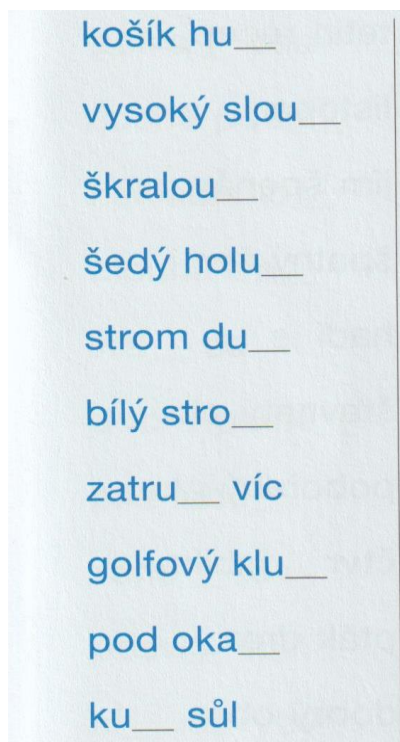 košík hu__
vysoký slou__
škralou__
šedý holu__
strom du__
bílý stro__
zatru__ víc
golfový klu__
pod oka__
ku__ sůl